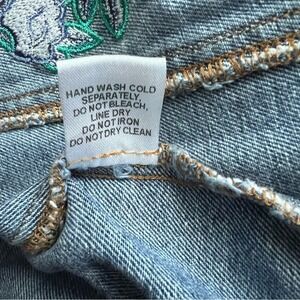 HAND WASH COLD
SEPARATELY
DO NOT BLEACH,
LINE DRY
DO NOT IRON
DO NOT DRY CLEAN